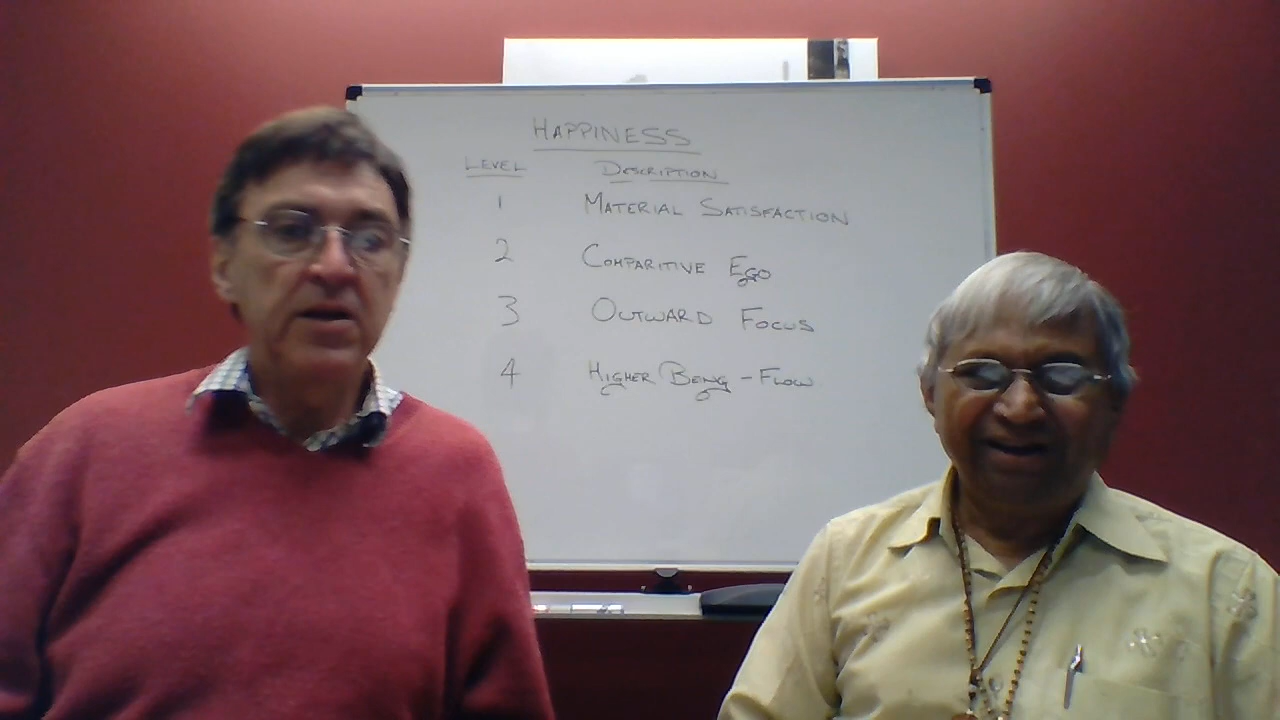 HAPPINESS
LEVEL DESCRIPTION
1 MATERIAL SATISFACTION
2 COMPARITIVE EGO
3 OUTWARD FOCUS
4 HIGHER BEING - FLOW